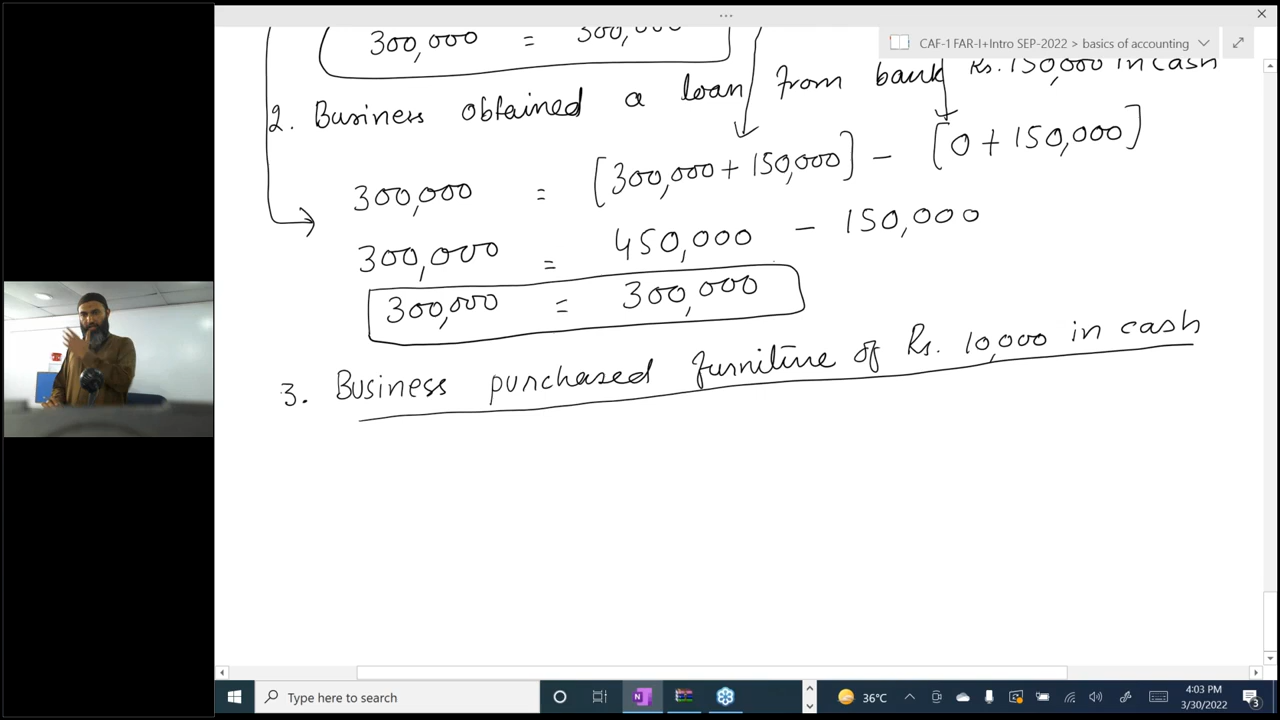 ...
CAF-1 FAR-I+Intro SEP-2022 > basics of accounting
300,000 = 300,000
2. Business obtained a loan from bank Rs. 150,000 in cash
300,000 = [300,000 + 150,000] - [0 + 150,000]
300,000 = 450,000 - 150,000
300,000 = 300,000
3. Business purchased furniture of Rs. 10,000 in cash
Type here to search
36°C
4:03 PM
3/30/2022
3